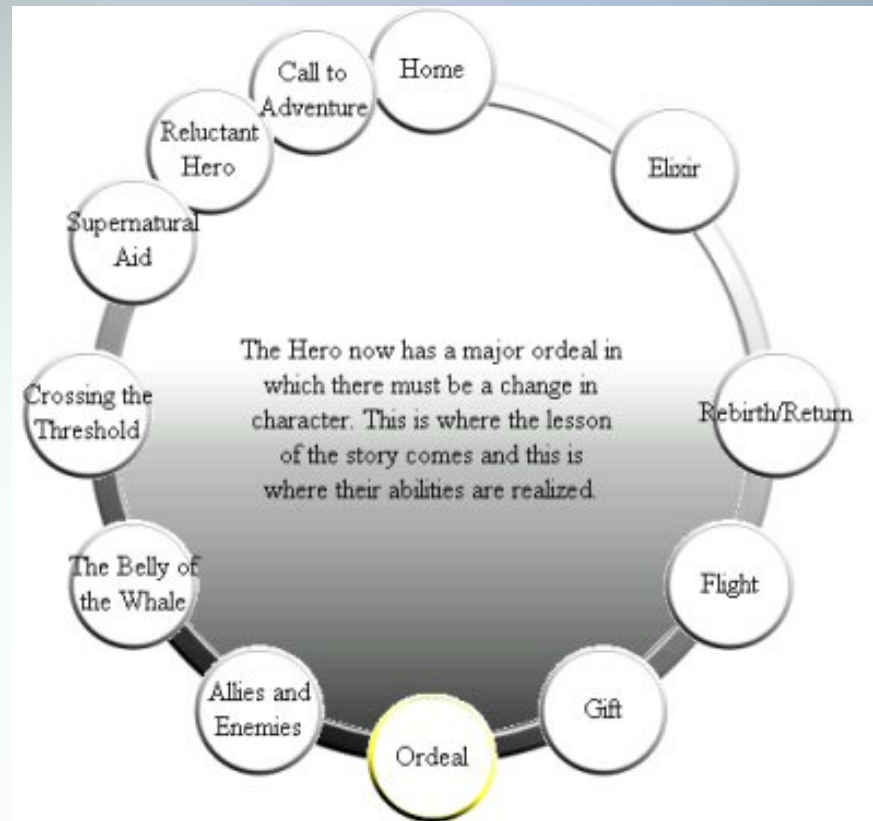 Home
Call to
Adventure
Reluctant
Hero
Supernatural
Aid
Crossing the
Threshold
The Belly of
the Whale
Allies and
Enemies
Ordeal
Gift
Flight
Rebirth/Return
Elixir
The Hero now has a major ordeal in
which there must be a change in
character. This is where the lesson
of the story comes and this is
where their abilities are realized.